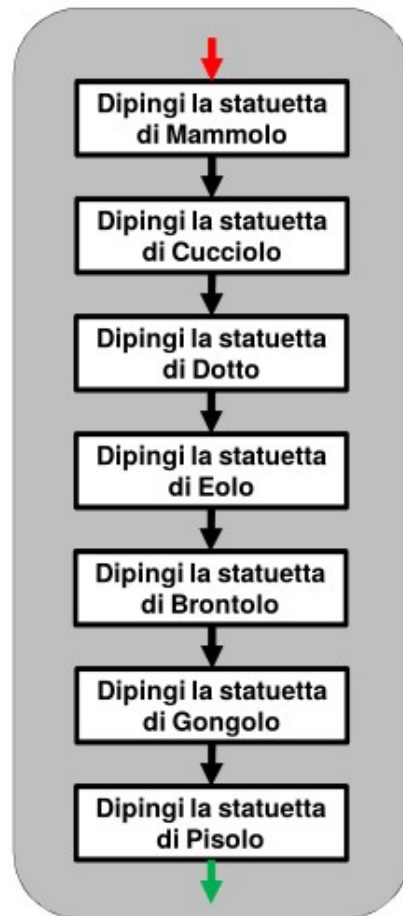 Dipingi la statuetta
di Mammolo
Dipingi la statuetta
di Cucciolo
Dipingi la statuetta
di Dotto
Dipingi la statuetta
di Eolo
Dipingi la statuetta
di Brontolo
Dipingi la statuetta
di Gongolo
Dipingi la statuetta
di Pisolo